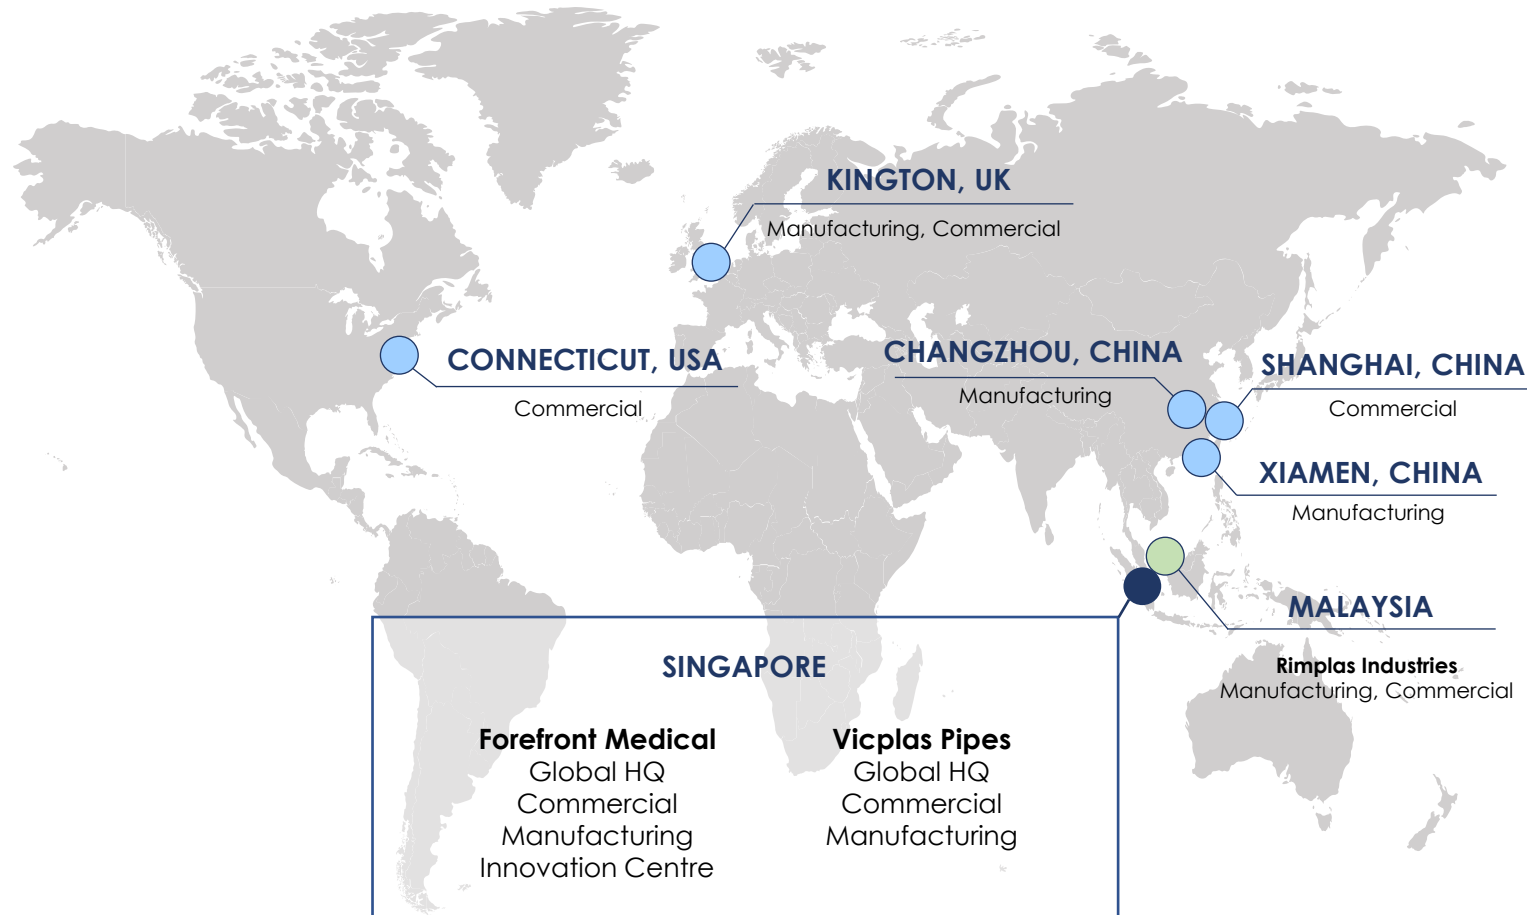 KINGTON, UK
Manufacturing, Commercial
CONNECTICUT, USA
Commercial
CHANGZHOU, CHINA
Manufacturing
SHANGHAI, CHINA
Commercial
XIAMEN, CHINA
Manufacturing
MALAYSIA
Rimplas Industries
Manufacturing, Commercial
SINGAPORE
Forefront Medical
Global HQ
Commercial
Manufacturing
Innovation Centre
Vicplas Pipes
Global HQ
Commercial
Manufacturing